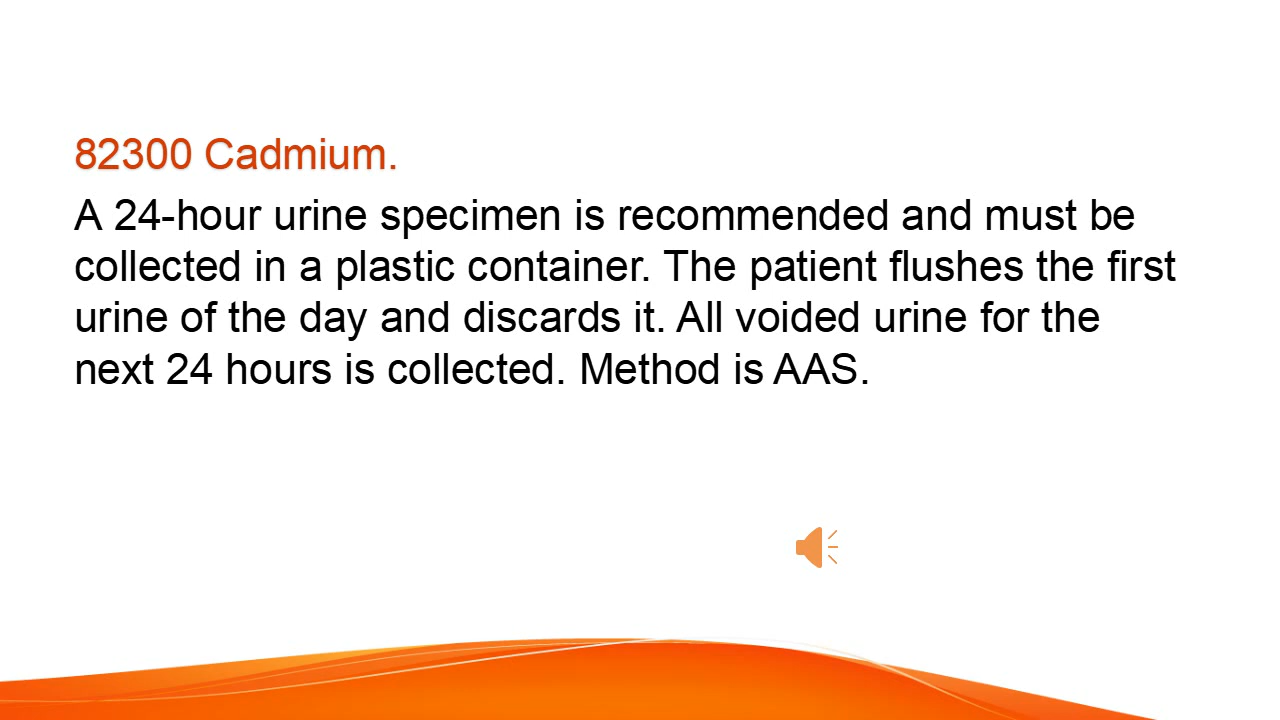 82300 Cadmium.
A 24-hour urine specimen is recommended and must be
collected in a plastic container. The patient flushes the first
urine of the day and discards it. All voided urine for the
next 24 hours is collected. Method is AAS.